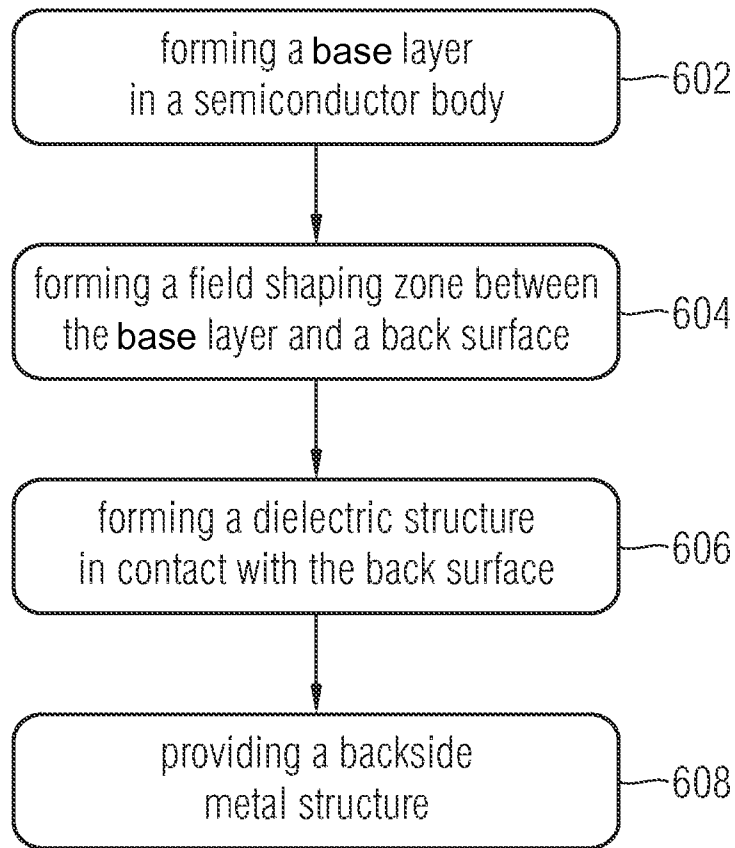 forming a base layer
in a semiconductor body
602
forming a field shaping zone between
the base layer and a back surface
604
forming a dielectric structure
in contact with the back surface
606
providing a backside
metal structure
608